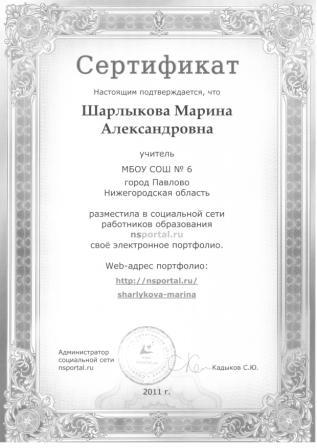 Сертификат
Настоящим подтверждается, что
Шарлыкова Марина
Александровна
учитель
МБОУ СОШ № 6
город Павлово
Нижегородская область
разместила в социальной сети
работников образования
nsportal.ru
своё электронное портфолио.
Web-адрес портфолио:
http://nsportal.ru/
sharlykova-marina
Администратор
социальной сети
nsportal.ru
Кадыков С.Ю.
2011 г.